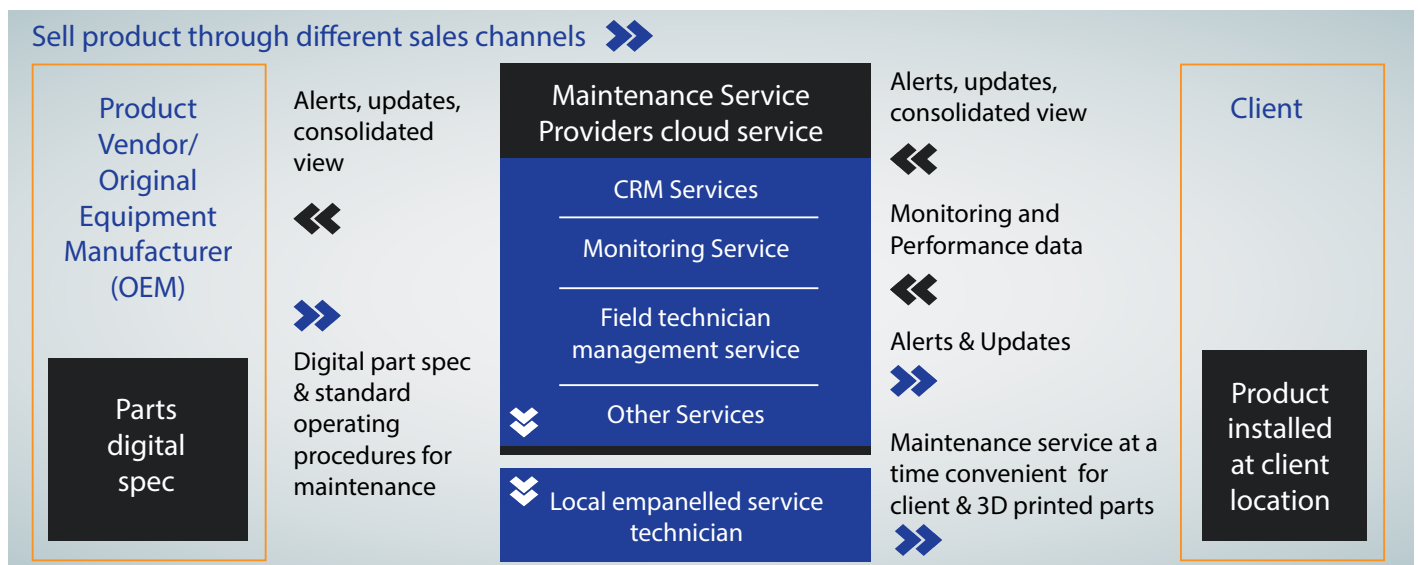 Sell product through different sales channels
Product
Vendor/
Original
Equipment
Manufacturer
(OEM)
Parts
digital
spec
Alerts, updates,
consolidated
view
Digital part spec
& standard
operating
procedures for
maintenance
Maintenance Service
Providers cloud service
CRM Services
Monitoring Service
Field technician
management service
Other Services
Local empanelled service
technician
Alerts, updates,
consolidated view
Monitoring and
Performance data
Alerts & Updates
Maintenance service at a
time convenient for
client & 3D printed parts
Client
Product
installed
at client
location